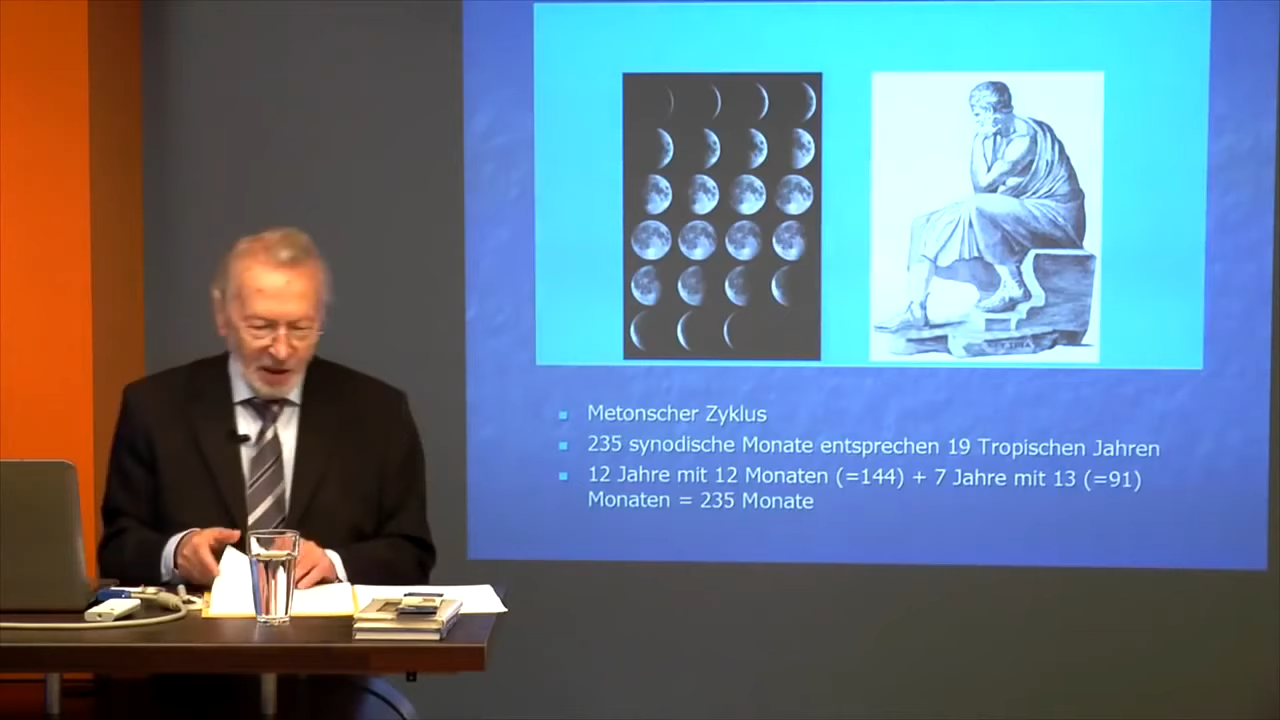 Metonscher Zyklus
235 synodische Monate entsprechen 19 Tropischen Jahren
12 Jahre mit 12 Monaten (=144) + 7 Jahre mit 13 (=91)
Monaten = 235 Monate